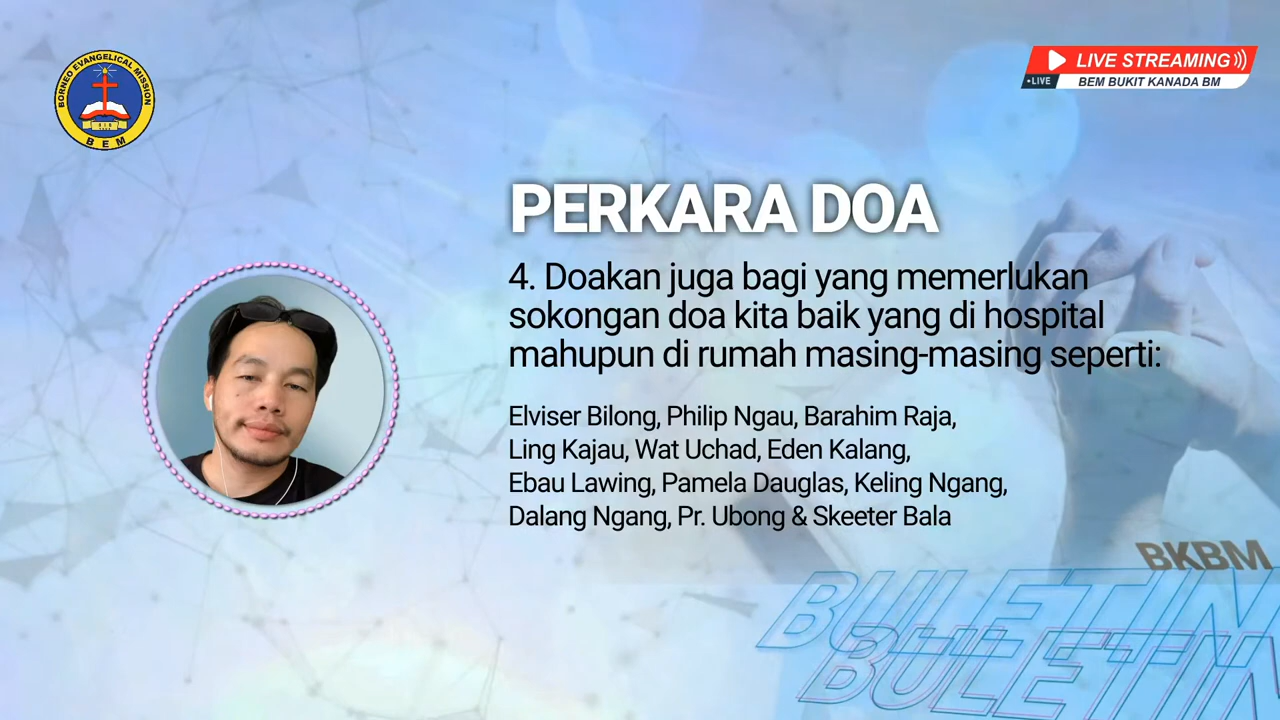 BORNEO EVANGELICAL MISSION
B E M
LIVE STREAMING
•LIVE
BEM BUKIT KANADA BM
PERKARA DOA
4. Doakan juga bagi yang memerlukan
sokongan doa kita baik yang di hospital
mahupun di rumah masing-masing seperti:
Elviser Bilong, Philip Ngau, Barahim Raja,
Ling Kajau, Wat Uchad, Eden Kalang,
Ebau Lawing, Pamela Dauglas, Keling Ngang,
Dalang Ngang, Pr. Ubong & Skeeter Bala
BKBM
BULETIN
BULETIN